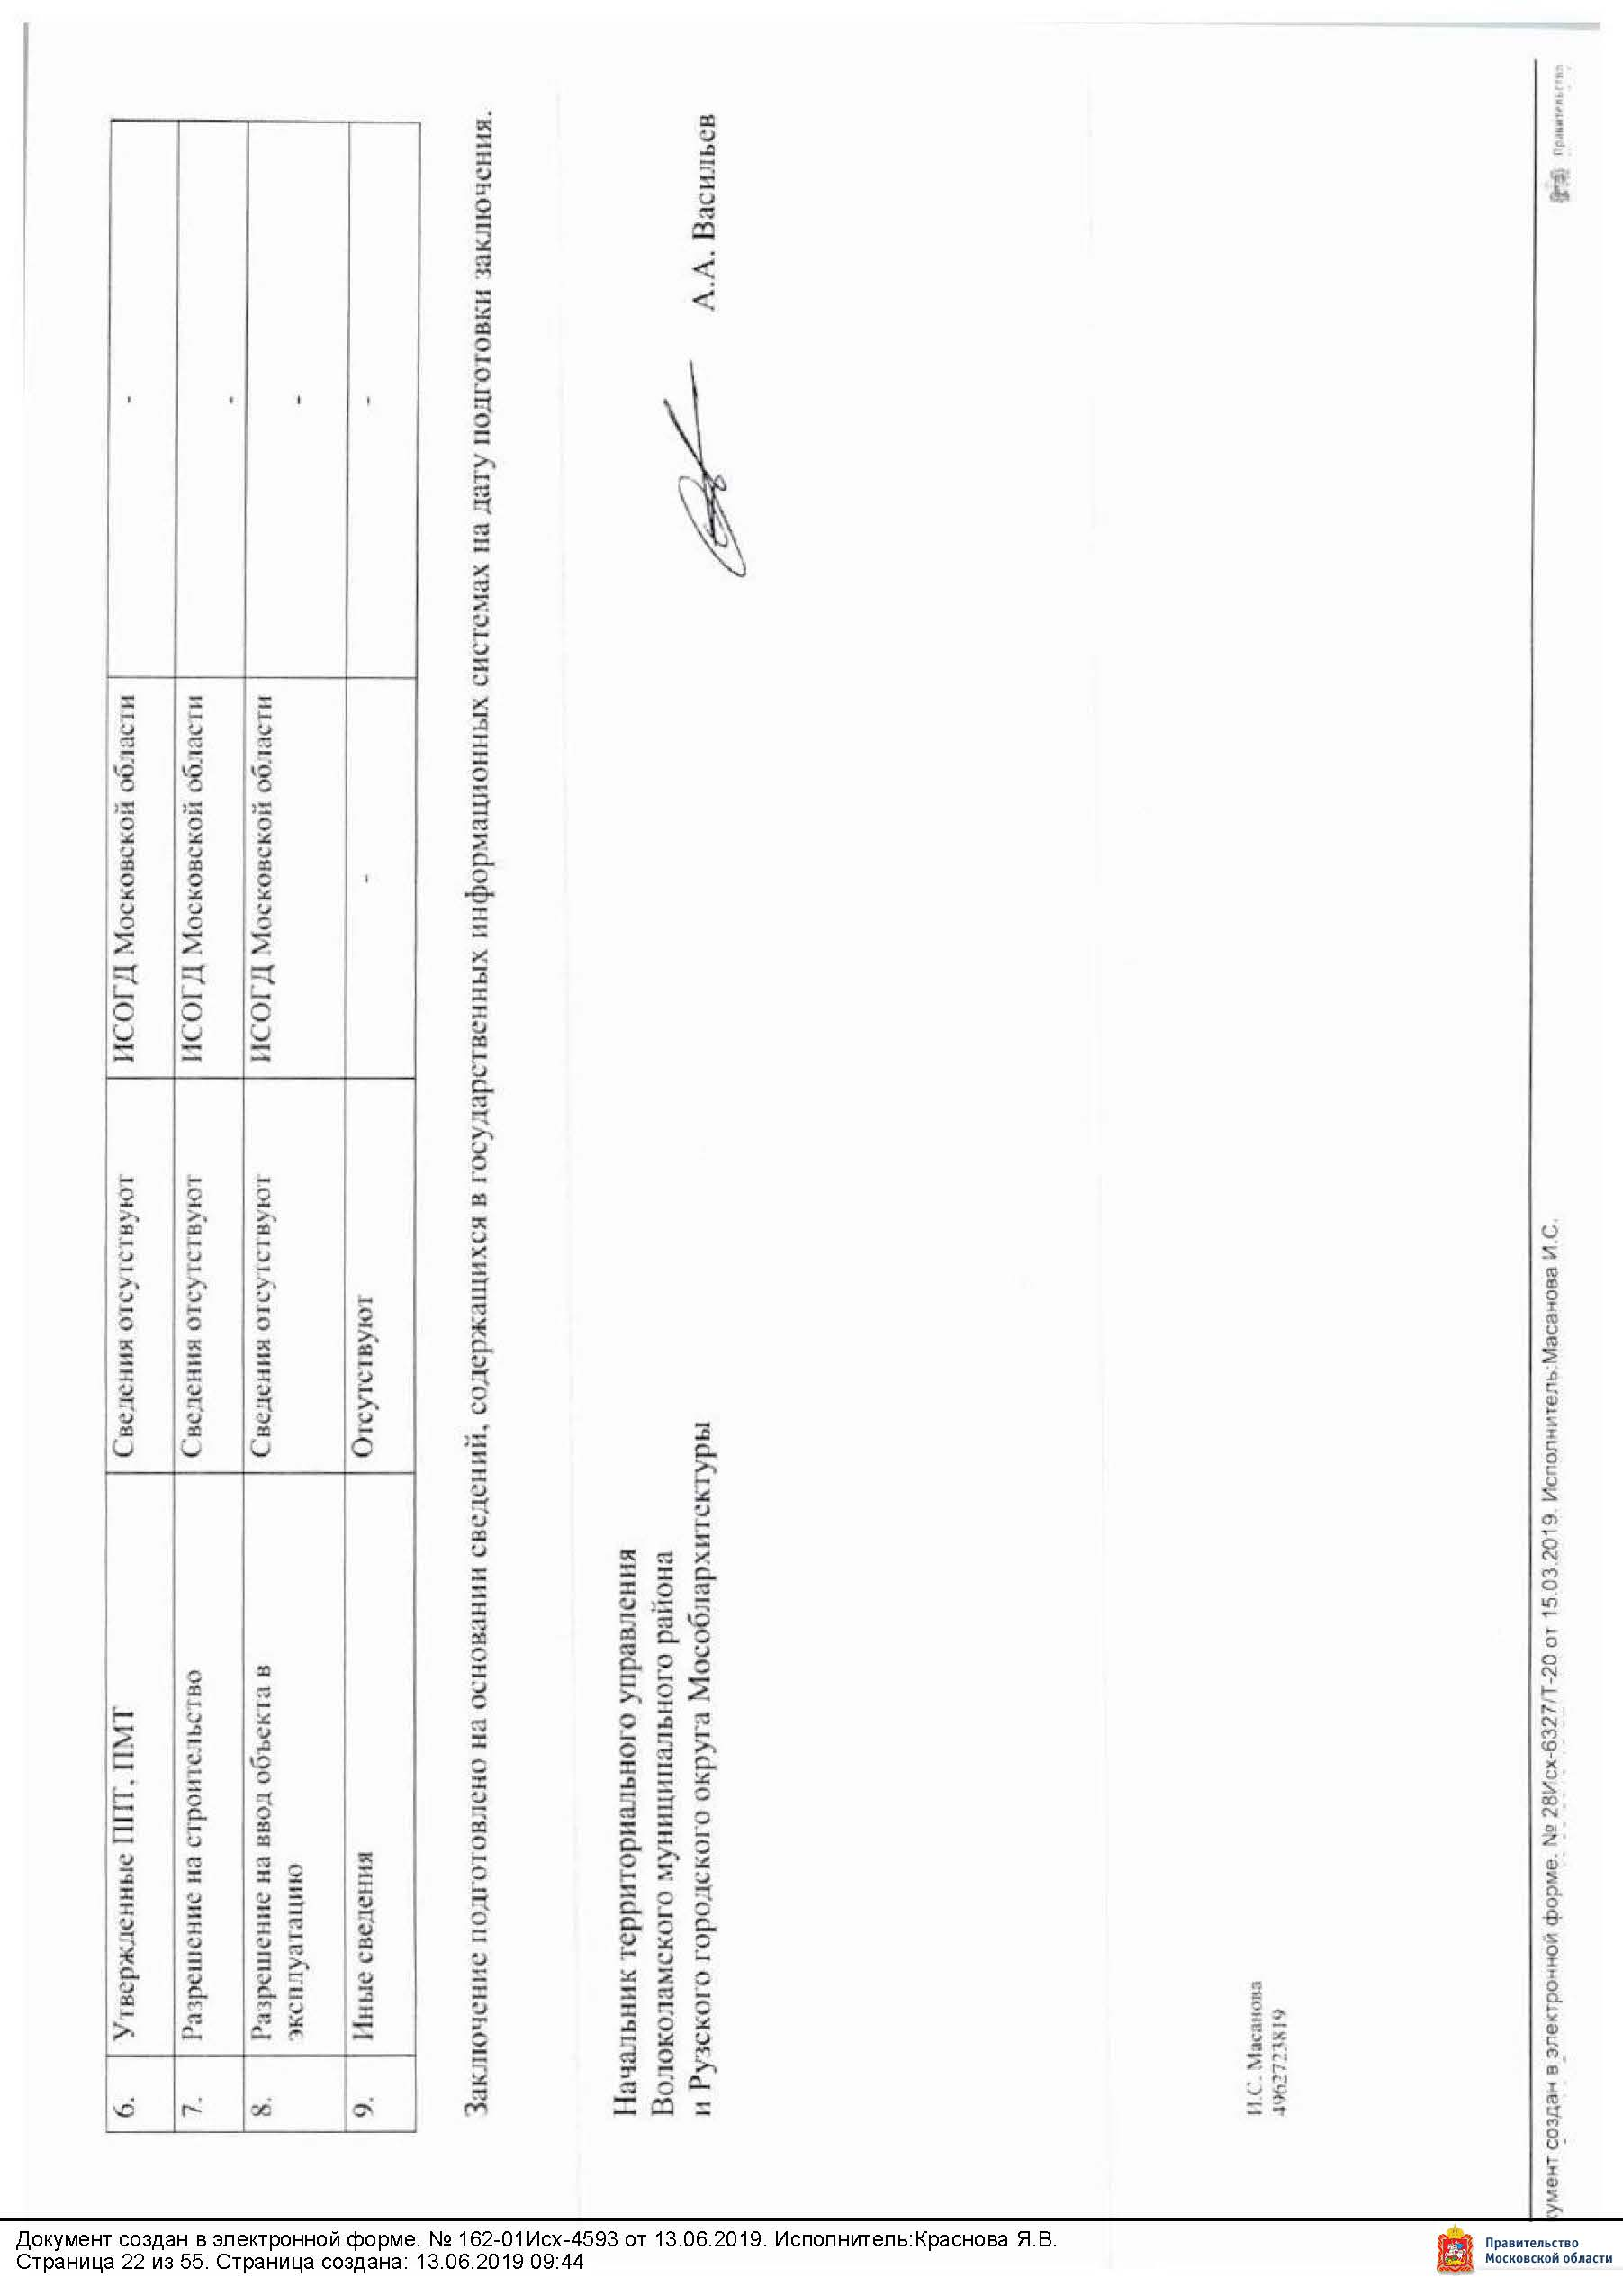 6. Утвержденные ППТ, ПМТ Сведения отсутствуют ИСОГД Московской области -
7. Разрешение на строительство Сведения отсутствуют ИСОГД Московской области -
8. Разрешение на ввод объекта в Сведения отсутствуют ИСОГД Московской области -
эксплуатацию
9. Иные сведения Отсутствуют - -
Заключение подготовлено на основании сведений, содержащихся в государственных информационных системах на дату подготовки заключения.
Начальник территориального управления
Волоколамского муниципального района
и Рузского городского округа Мособлархитектуры А.А. Васильев
И.С. Масанова
4962723819
умент создан в электронной форме. № 28Исх-6327/Т-20 от 15.03.2019. Исполнитель:Масанова И.С.
Правительство
Документ создан в электронной форме. № 162-01Исх-4593 от 13.06.2019. Исполнитель:Краснова Я.В.
Страница 22 из 55. Страница создана: 13.06.2019 09:44
Правительство
Московской области